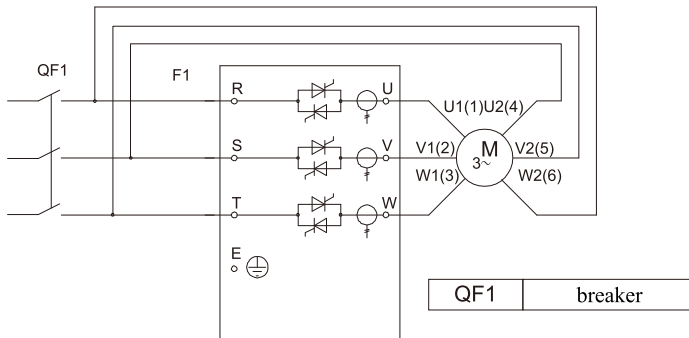 QF1
F1
R
U
U1(1)U2(4)
S
V
V1(2)
M
3~
V2(5)
W1(3)
W2(6)
T
W
E
QF1 breaker